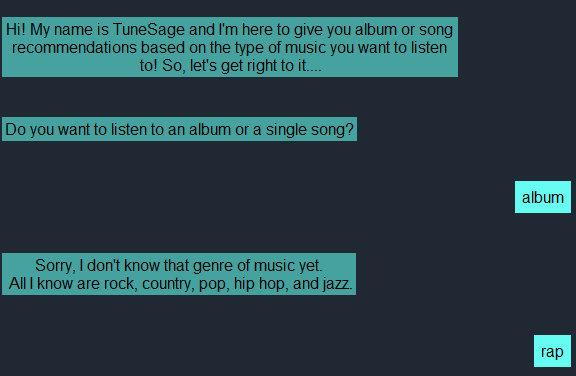 Hi! My name is TuneSage and I'm here to give you album or song
recommendations based on the type of music you want to listen
to! So, let's get right to it....
Do you want to listen to an album or a single song?
album
Sorry, I don't know that genre of music yet.
All I know are rock, country, pop, hip hop, and jazz.
rap